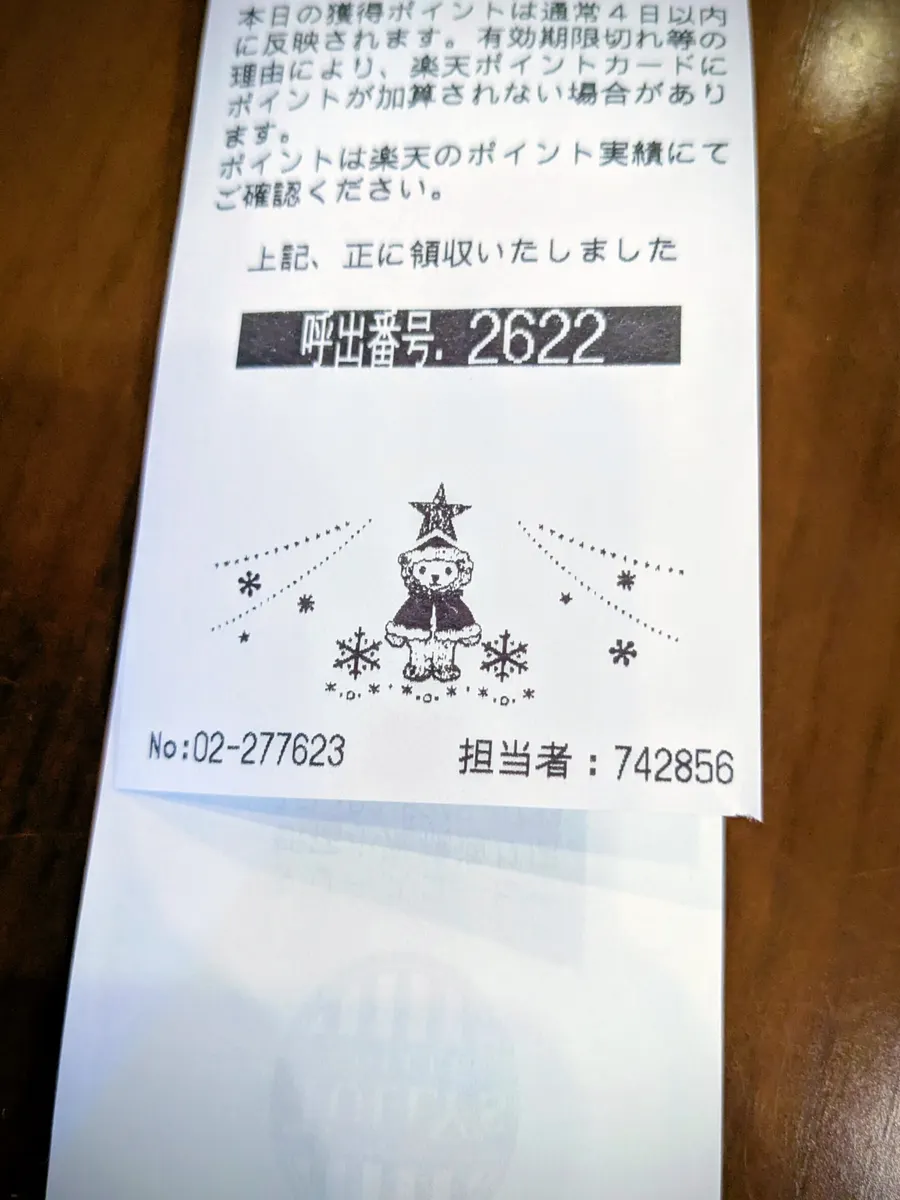 本日の獲得ポイントは通常4日以内
に反映されます。有効期限切れ等の
理由により、楽天ポイントカードに
ポイントが加算されない場合があり
ます。
ポイントは楽天のポイント実績にて
ご確認ください。
上記、正に領収いたしました
呼出番号. 2622
No:02-277623 担当者：742856